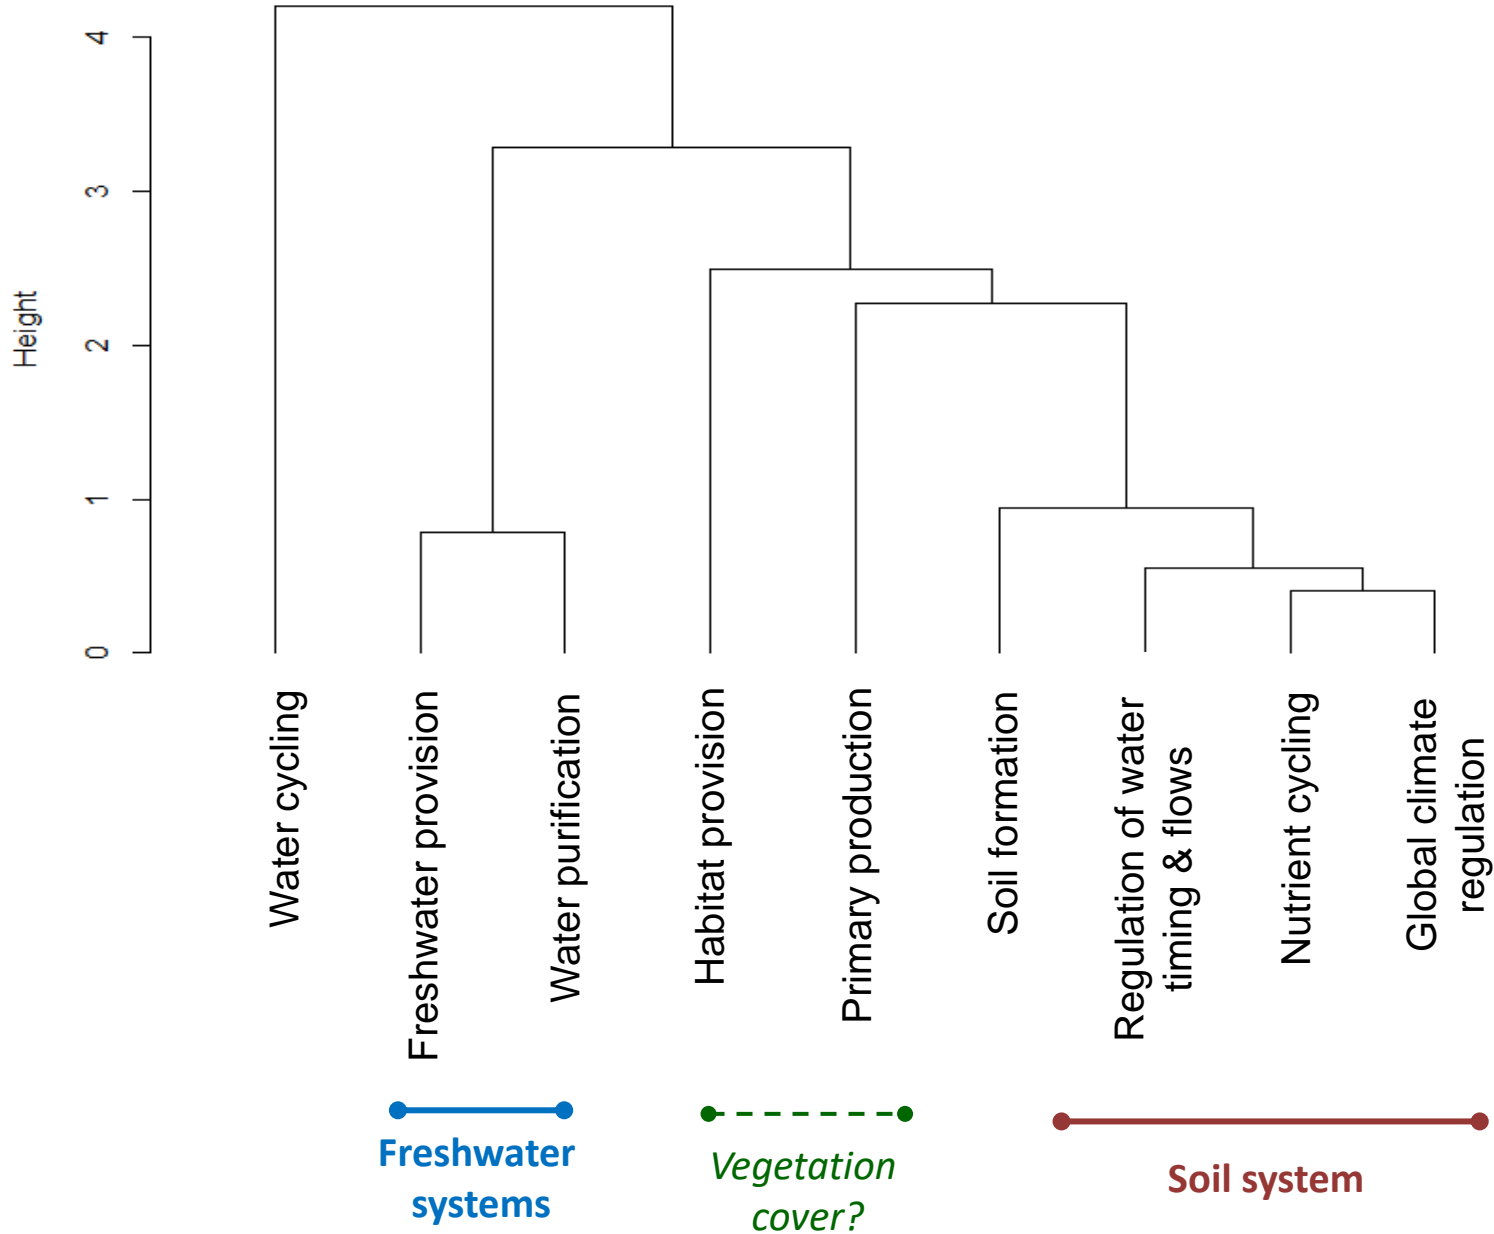 Height
4
3
2
1
0
Water cycling
Freshwater provision
Water purification
Habitat provision
Primary production
Soil formation
Regulation of water
timing & flows
Nutrient cycling
Global climate
regulation
Freshwater
systems
Vegetation
cover?
Soil system